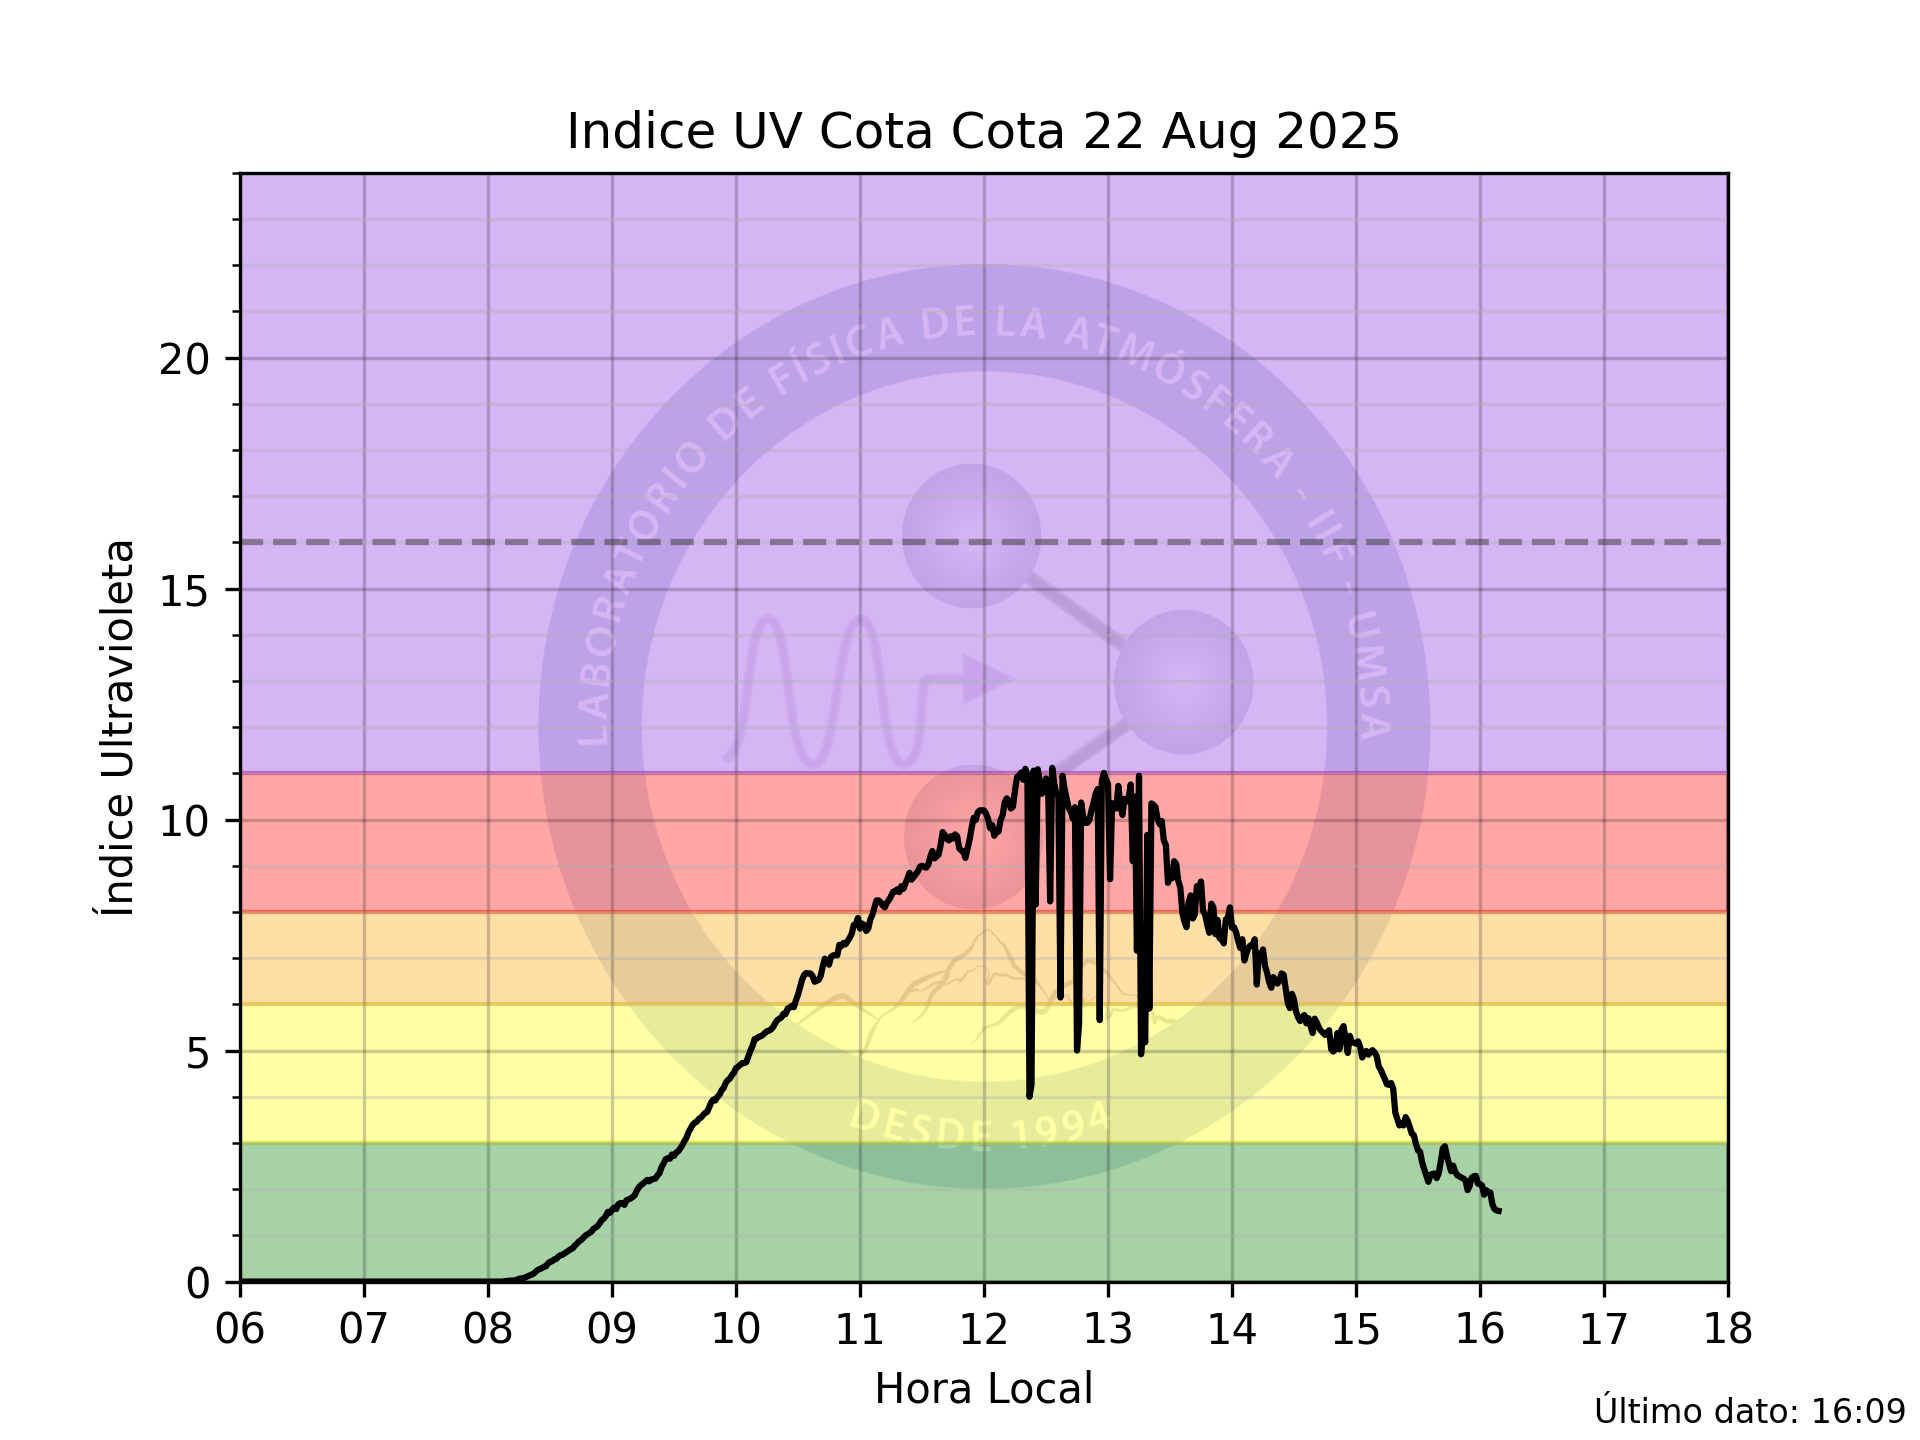 Indice UV Cota Cota 22 Aug 2025
Índice Ultravioleta
20
15
10
5
0
LABORATORIO DE FÍSICA DE LA ATMÓSFERA - IIF - UMSA
DESDE 1994
06 07 08 09 10 11 12 13 14 15 16 17 18
Hora Local
Último dato: 16:09